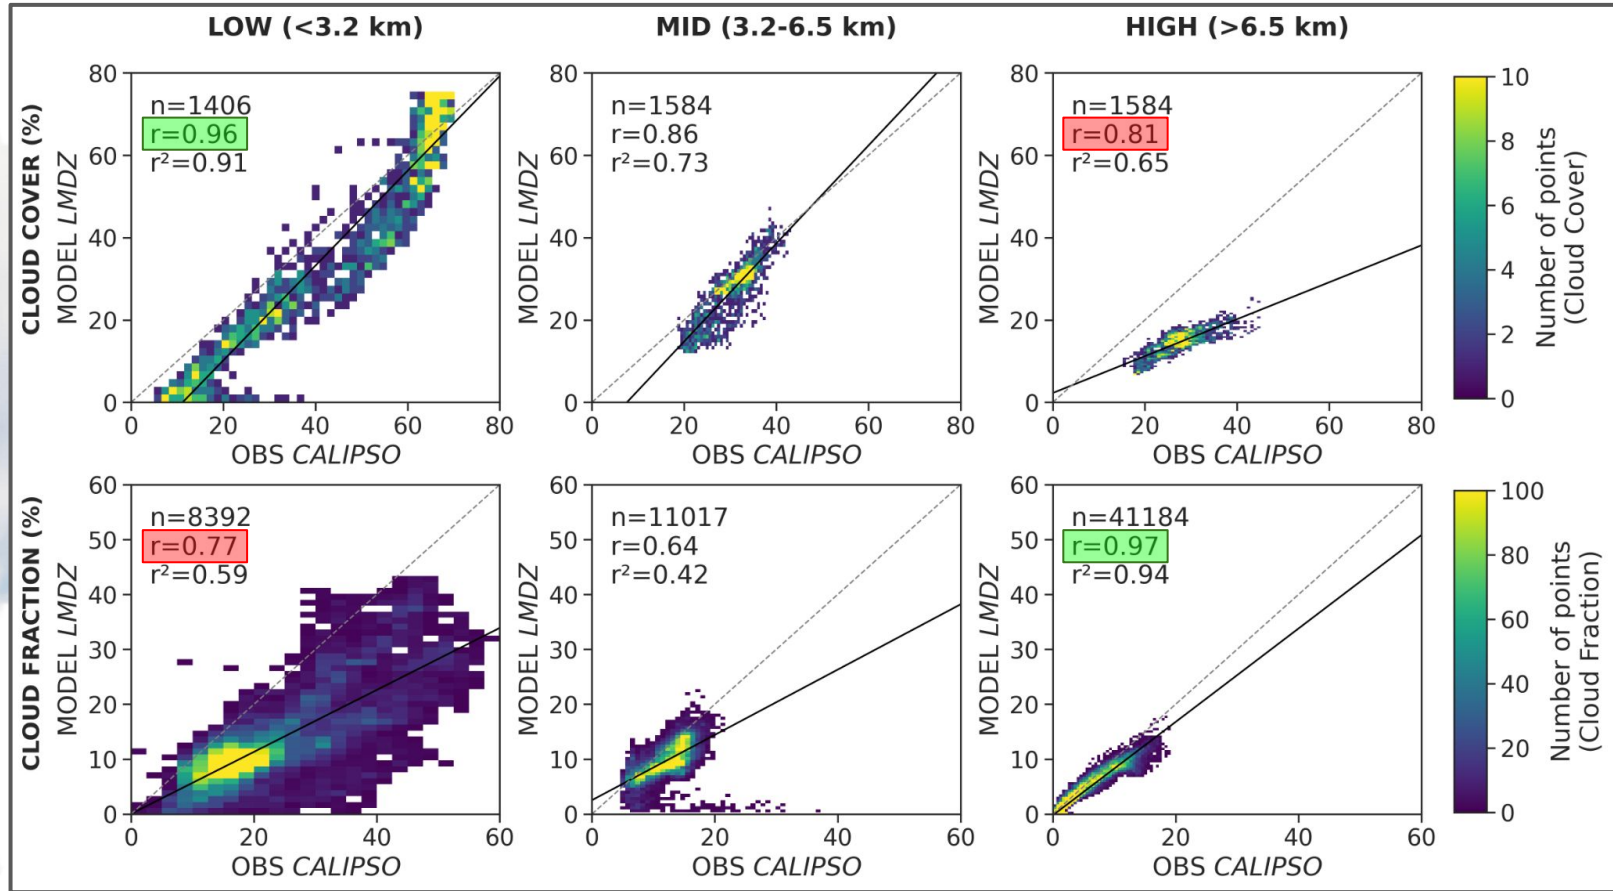 LOW (<3.2 km)
MID (3.2-6.5 km)
HIGH (>6.5 km)
CLOUD COVER (%)
MODEL LMDZ
80
60
40
20
0
n=1406
r=0.96
r²=0.91
0 20 40 60 80
OBS CALIPSO
MODEL LMDZ
80
60
40
20
0
n=1584
r=0.86
r²=0.73
0 20 40 60 80
OBS CALIPSO
MODEL LMDZ
80
60
40
20
0
n=1584
r=0.81
r²=0.65
0 20 40 60 80
OBS CALIPSO
10
8
6
4
2
0
Number of points
(Cloud Cover)
CLOUD FRACTION (%)
MODEL LMDZ
60
50
40
30
20
10
0
n=8392
r=0.77
r²=0.59
0 20 40 60
OBS CALIPSO
MODEL LMDZ
60
50
40
30
20
10
0
n=11017
r=0.64
r²=0.42
0 20 40 60
OBS CALIPSO
MODEL LMDZ
60
50
40
30
20
10
0
n=41184
r=0.97
r²=0.94
0 20 40 60
OBS CALIPSO
100
80
60
40
20
0
Number of points
(Cloud Fraction)